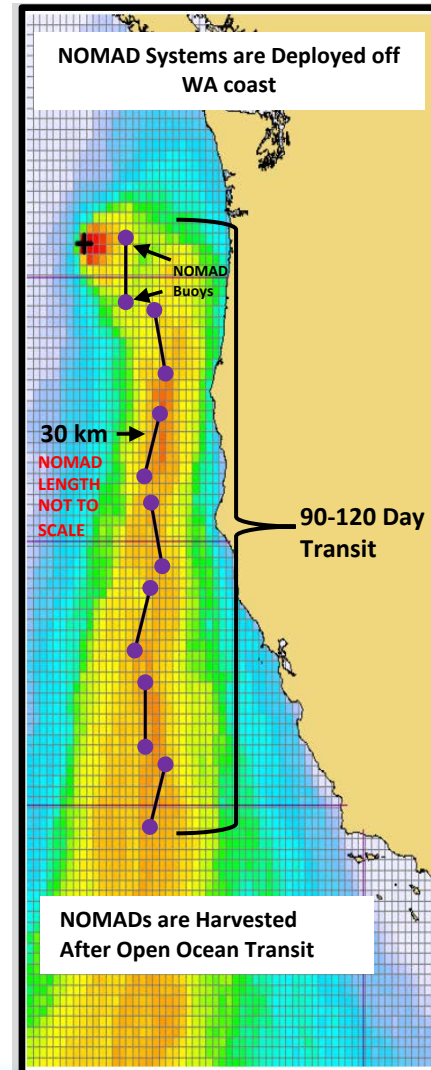 NOMAD Systems are Deployed off
WA coast
NOMAD
Buoys
30 km
NOMAD
LENGTH
NOT TO
SCALE
90-120 Day
Transit
NOMADs are Harvested
After Open Ocean Transit